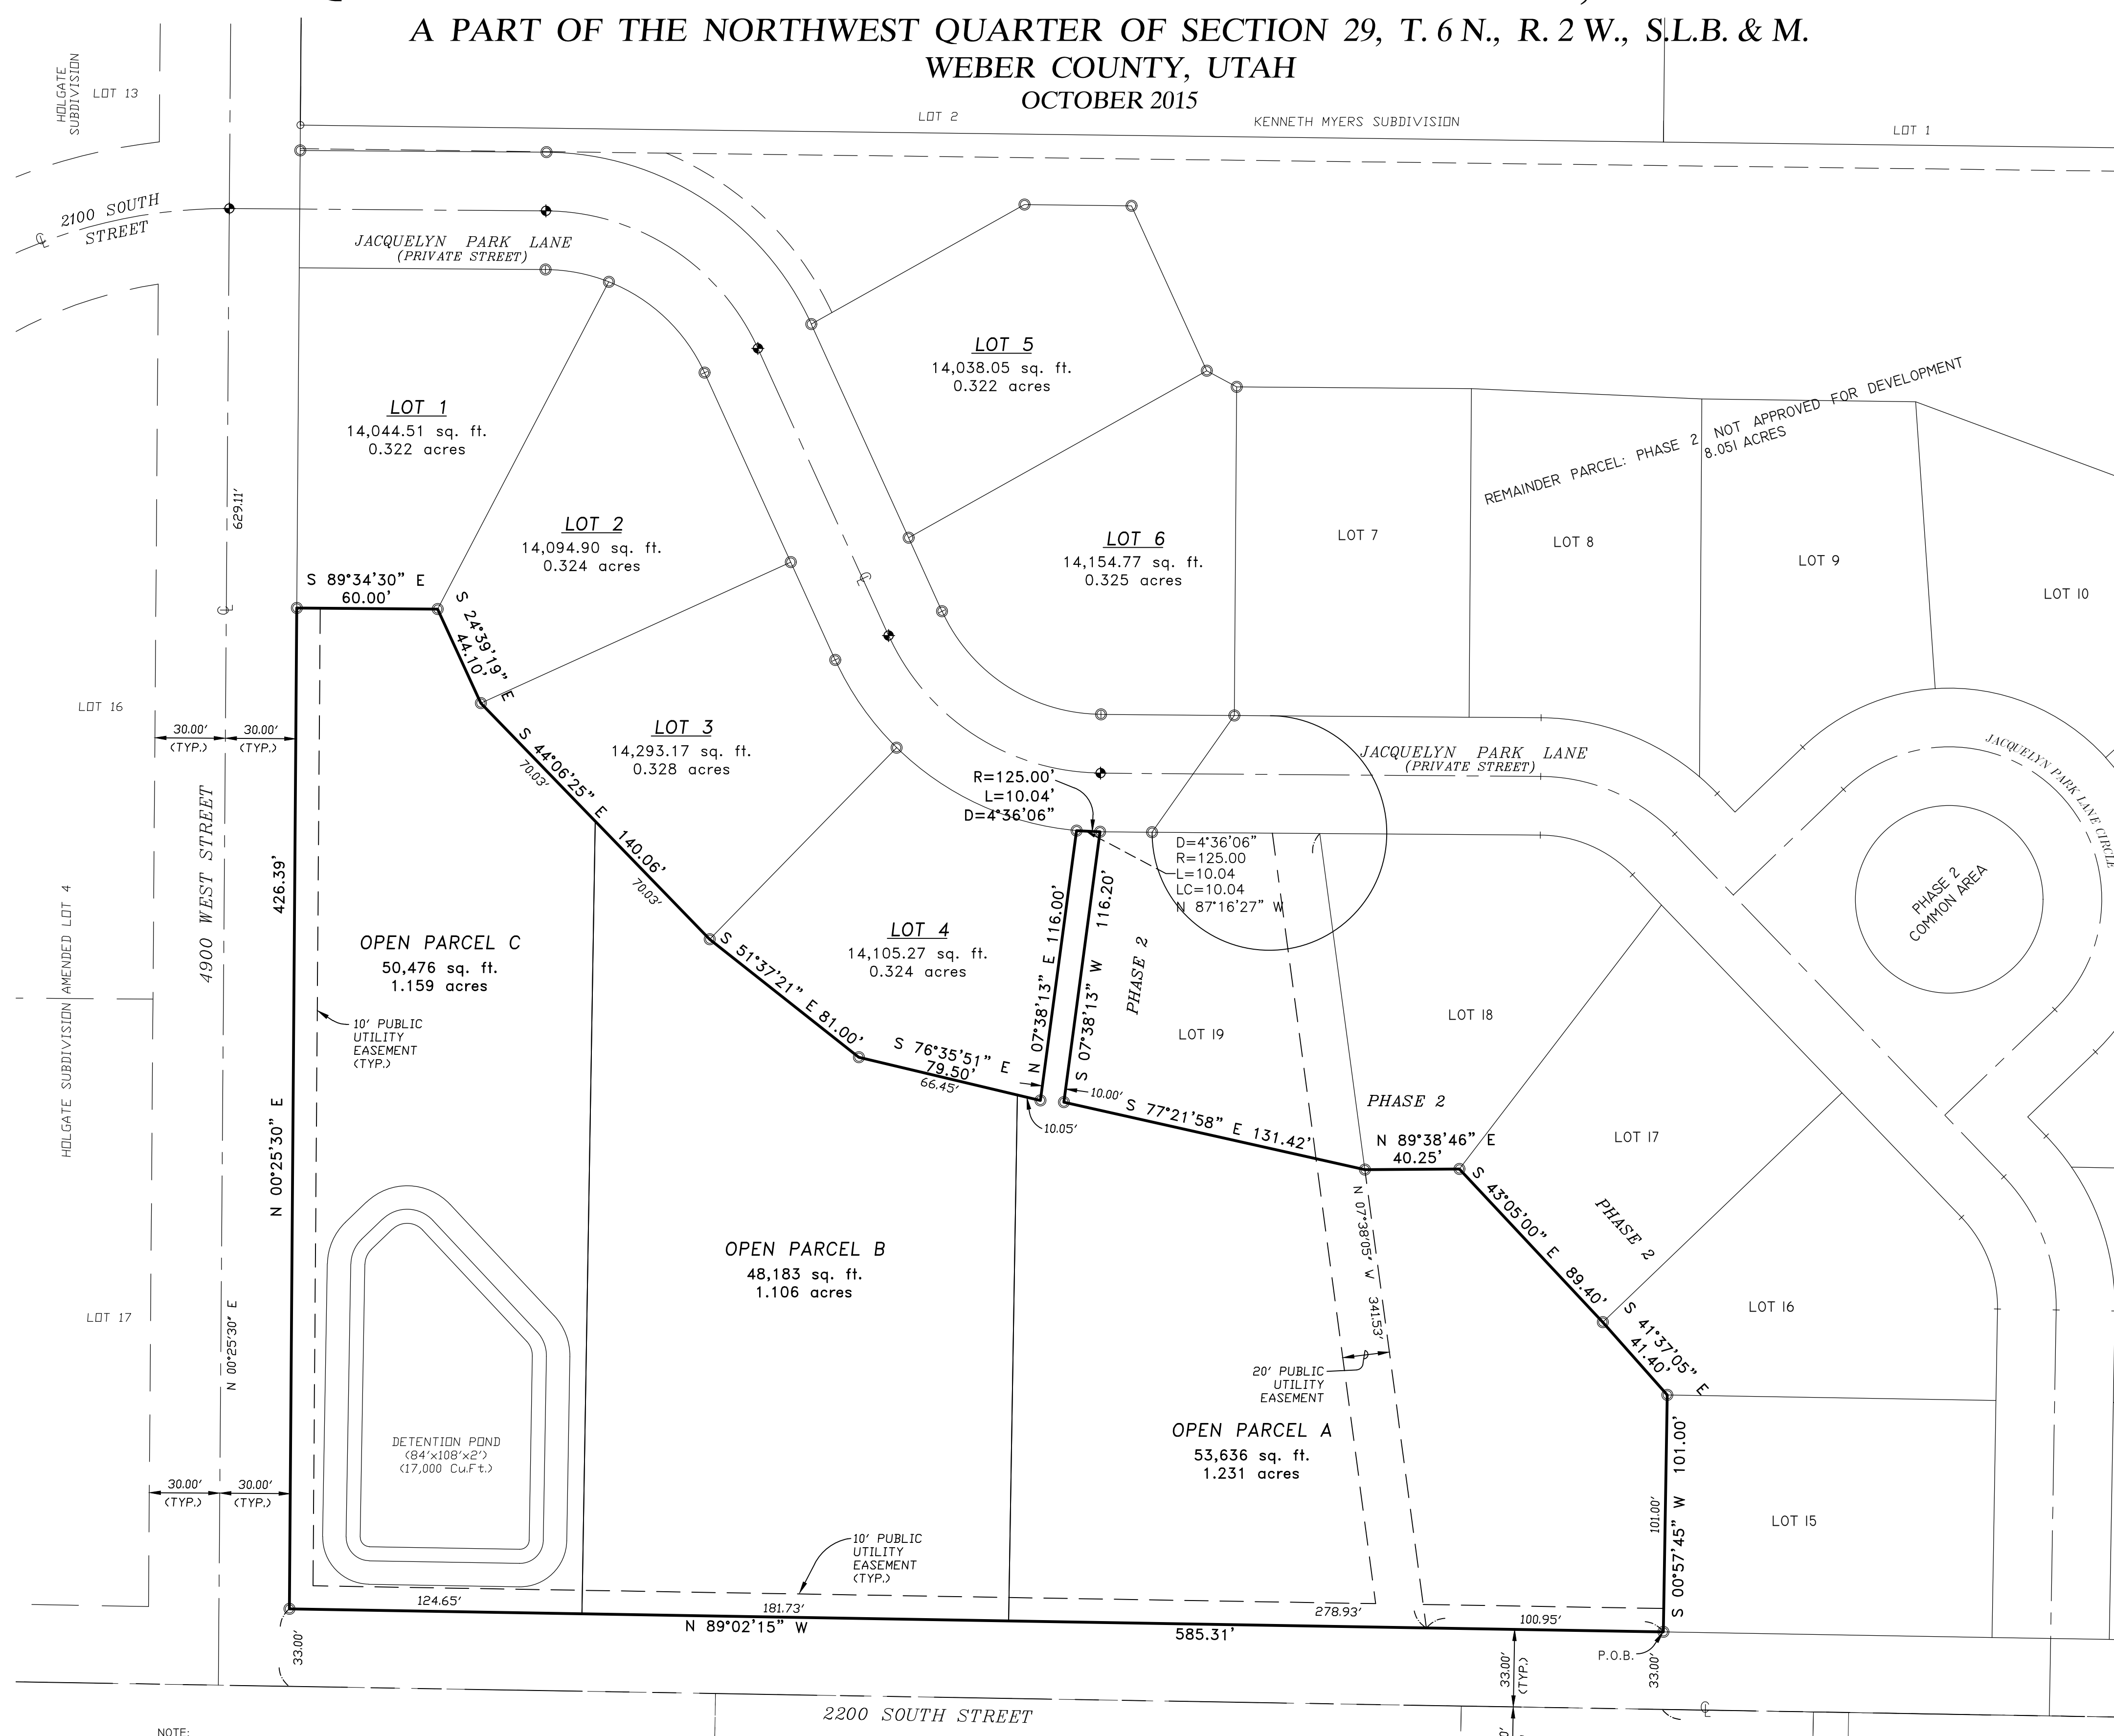 A PART OF THE NORTHWEST QUARTER OF SECTION 29, T. 6 N., R. 2 W., S.L.B. & M.
WEBER COUNTY, UTAH
OCTOBER 2015
HOLGATE
SUBDIVISION
LOT 13
LOT 2
KENNETH MYERS SUBDIVISION
LOT 1
2100 SOUTH
STREET
JACQUELYN PARK LANE
(PRIVATE STREET)
LOT 1
14,044.51 sq. ft.
0.322 acres
LOT 5
14,038.05 sq. ft.
0.322 acres
REMAINDER PARCEL: PHASE 2 NOT APPROVED FOR DEVELOPMENT
8.051 ACRES
629.11'
LOT 2
14,094.90 sq. ft.
0.324 acres
LOT 6
14,154.77 sq. ft.
0.325 acres
LOT 7
LOT 8
LOT 9
LOT 10
S 89°34'30" E
60.00'
S 24°39'19" E
44.10'
LOT 16
30.00'
(TYP.)
30.00'
(TYP.)
LOT 3
14,293.17 sq. ft.
0.328 acres
S 44°06'25" E 140.06'
70.03'
70.03'
R=125.00'
L=10.04'
D=4°36'06"
JACQUELYN PARK LANE
(PRIVATE STREET)
JACQUELYN PARK LANE CIRCLE
D=4°36'06"
R=125.00
L=10.04
LC=10.04
N 87°16'27" W
PHASE 2
COMMON AREA
4900 WEST STREET
426.39'
N 00°25'30" E
HOLGATE SUBDIVISION AMENDED LOT 4
OPEN PARCEL C
50,476 sq. ft.
1.159 acres
10' PUBLIC
UTILITY
EASEMENT
(TYP.)
LOT 4
14,105.27 sq. ft.
0.324 acres
S 51°37'21" E 81.00'
S 76°35'51" E
79.50'
66.45'
N 07°38'13" E 116.00'
S 07°38'13" W 116.20'
PHASE 2
10.00'
10.05'
LOT 19
LOT 18
S 77°21'58" E 131.42'
PHASE 2
N 89°38'46" E
40.25'
LOT 17
S 43°05'00" E 89.40'
PHASE 2
N 07°38'05" W 341.53'
OPEN PARCEL B
48,183 sq. ft.
1.106 acres
LOT 17
N 00°25'30" E
LOT 16
S 41°37'05" E
41.40'
20' PUBLIC
UTILITY
EASEMENT
OPEN PARCEL A
53,636 sq. ft.
1.231 acres
DETENTION POND
(84'x108'x2')
(17,000 Cu.Ft.)
30.00'
(TYP.)
30.00'
(TYP.)
101.00'
S 00°57'45" W 101.00'
LOT 15
10' PUBLIC
UTILITY
EASEMENT
(TYP.)
124.65'
181.73'
278.93'
100.95'
N 89°02'15" W
585.31'
33.00'
P.O.B.
33.00'
(TYP.)
33.00'
2200 SOUTH STREET
NOTE: